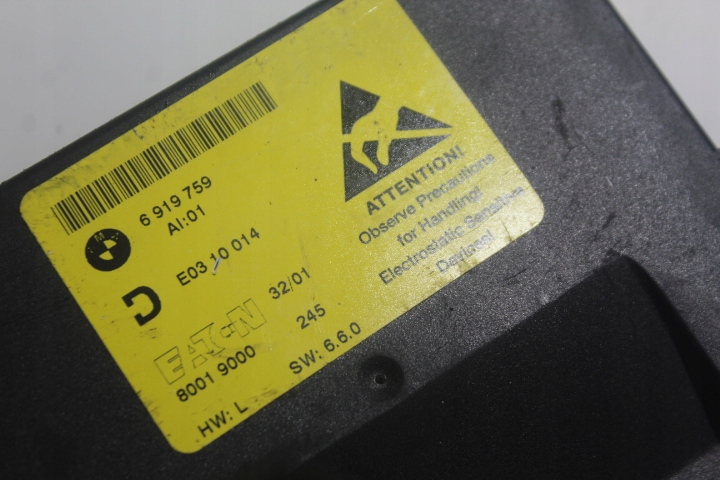 6 919 759
AI:01
E03 10 014
EATON 32/01
8001 9000 245
HW: L SW: 6.6.0
ATTENTION!
Observe Precautions
for Handling!
Electrostatic Sensitive
Devices!